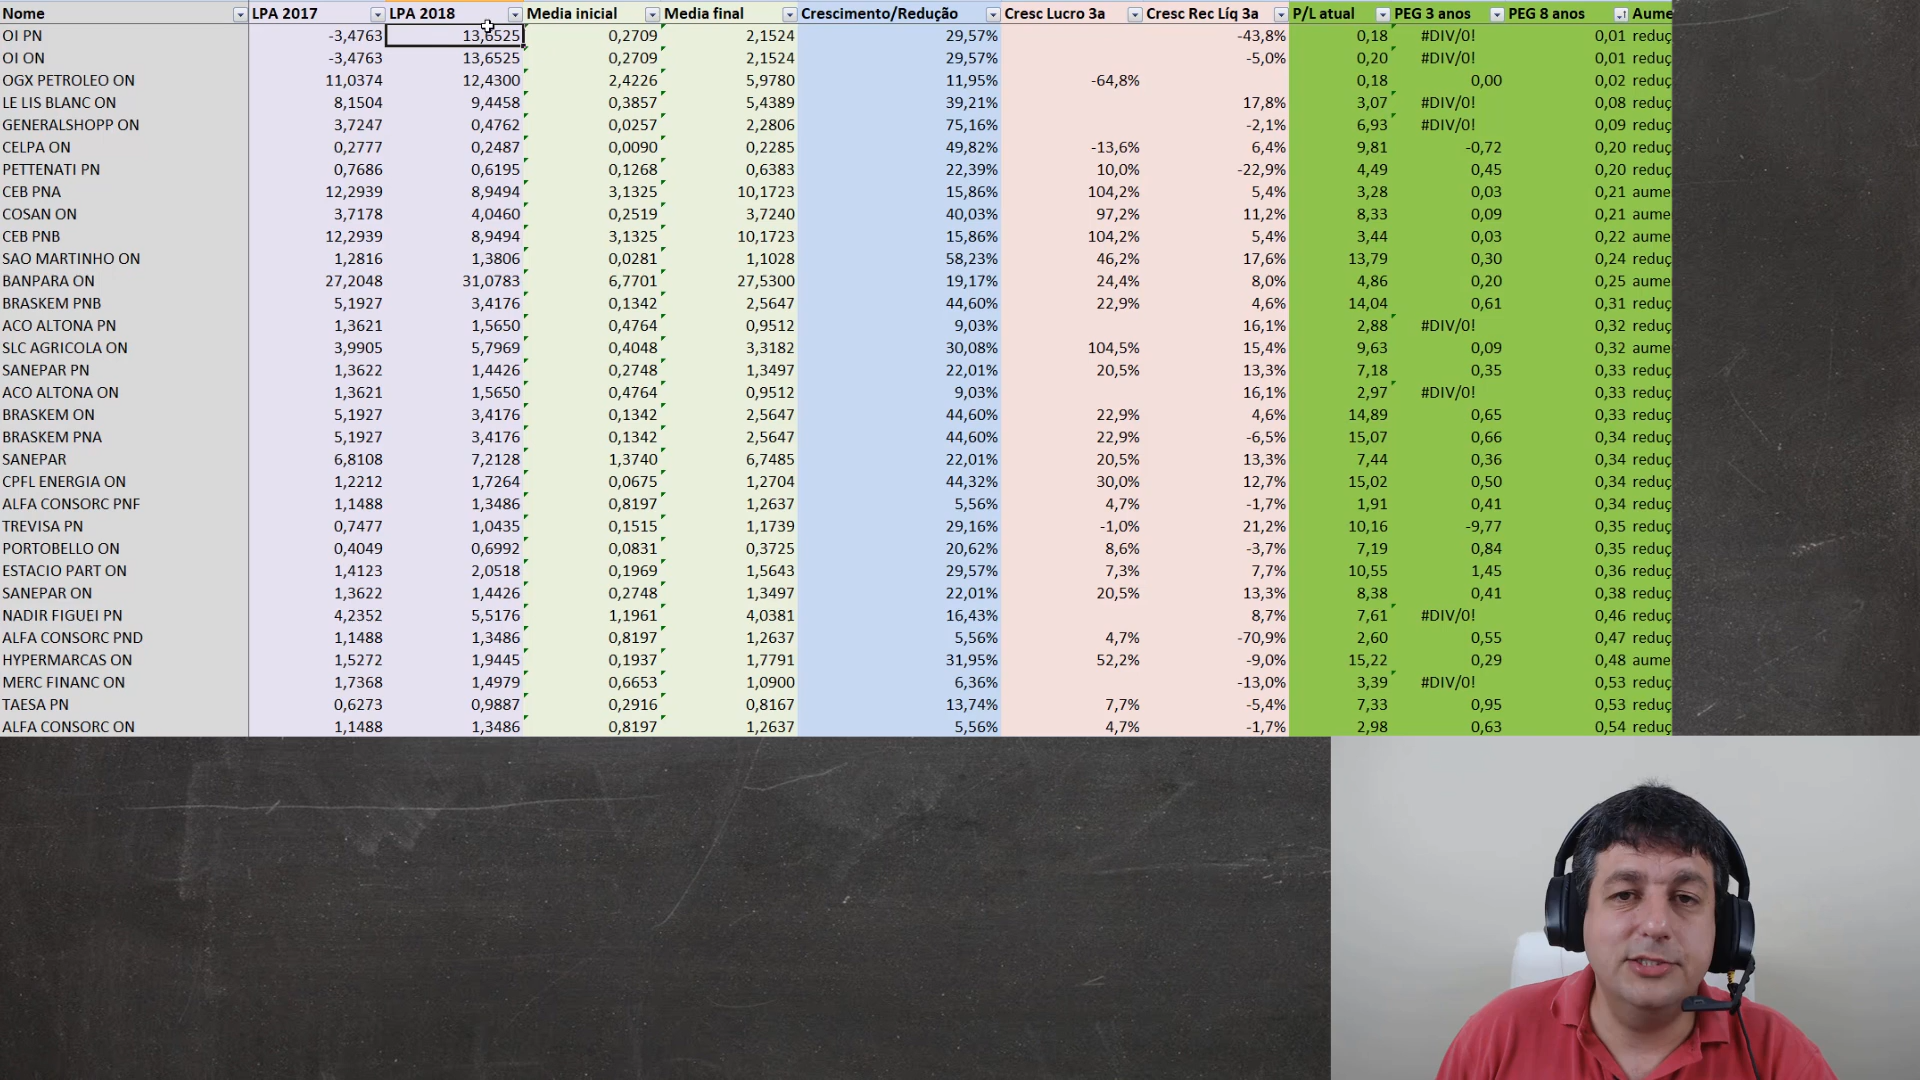 Nome LPA 2017 LPA 2018 Media inicial Media final Crescimento/Redução Cresc Lucro 3a Cresc Rec Líq 3a P/L atual PEG 3 anos PEG 8 anos Aume
OI PN -3,4763 13,6525 0,2709 2,1524 29,57% -43,8% 0,18 #DIV/0! 0,01 reduç
OI ON -3,4763 13,6525 0,2709 2,1524 29,57% -5,0% 0,20 #DIV/0! 0,01 reduç
OGX PETROLEO ON 11,0374 12,4300 2,4226 5,9780 11,95% -64,8% 0,18 0,00 0,02 reduç
LE LIS BLANC ON 8,1504 9,4458 0,3857 5,4389 39,21% 17,8% 3,07 #DIV/0! 0,08 reduç
GENERALSHOPP ON 3,7247 0,4762 0,0257 2,2806 75,16% -2,1% 6,93 #DIV/0! 0,09 reduç
CELPA ON 0,2777 0,2487 0,0090 0,2285 49,82% -13,6% 6,4% 9,81 -0,72 0,20 reduç
PETTENATI PN 0,7686 0,6195 0,1268 0,6383 22,39% 10,0% -22,9% 4,49 0,45 0,20 reduç
CEB PNA 12,2939 8,9494 3,1325 10,1723 15,86% 104,2% 5,4% 3,28 0,03 0,21 aume
COSAN ON 3,7178 4,0460 0,2519 3,7240 40,03% 97,2% 11,2% 8,33 0,09 0,21 aume
CEB PNB 12,2939 8,9494 3,1325 10,1723 15,86% 104,2% 5,4% 3,44 0,03 0,22 aume
SAO MARTINHO ON 1,2816 1,3806 0,0281 1,1028 58,23% 46,2% 17,6% 13,79 0,30 0,24 reduç
BANPARA ON 27,2048 31,0783 6,7701 27,5300 19,17% 24,4% 8,0% 4,86 0,20 0,25 aume
BRASKEM PNB 5,1927 3,4176 0,1342 2,5647 44,60% 22,9% 4,6% 14,04 0,61 0,31 reduç
ACO ALTONA PN 1,3621 1,5650 0,4764 0,9512 9,03% 16,1% 2,88 #DIV/0! 0,32 reduç
SLC AGRICOLA ON 3,9905 5,7969 0,4048 3,3182 30,08% 104,5% 15,4% 9,63 0,09 0,32 aume
SANEPAR PN 1,3622 1,4426 0,2748 1,3497 22,01% 20,5% 13,3% 7,18 0,35 0,33 reduç
ACO ALTONA ON 1,3621 1,5650 0,4764 0,9512 9,03% 16,1% 2,97 #DIV/0! 0,33 reduç
BRASKEM ON 5,1927 3,4176 0,1342 2,5647 44,60% 22,9% 4,6% 14,89 0,65 0,33 reduç
BRASKEM PNA 5,1927 3,4176 0,1342 2,5647 44,60% 22,9% -6,5% 15,07 0,66 0,34 reduç
SANEPAR 6,8108 7,2128 1,3740 6,7485 22,01% 20,5% 13,3% 7,44 0,36 0,34 reduç
CPFL ENERGIA ON 1,2212 1,7264 0,0675 1,2704 44,32% 30,0% 12,7% 15,02 0,50 0,34 reduç
ALFA CONSORC PNF 1,1488 1,3486 0,8197 1,2637 5,56% 4,7% -1,7% 1,91 0,41 0,34 reduç
TREVISA PN 0,7477 1,0435 0,1515 1,1739 29,16% -1,0% 21,2% 10,16 -9,77 0,35 reduç
PORTOBELLO ON 0,4049 0,6992 0,0831 0,3725 20,62% 8,6% -3,7% 7,19 0,84 0,35 reduç
ESTACIO PART ON 1,4123 2,0518 0,1969 1,5643 29,57% 7,3% 7,7% 10,55 1,45 0,36 reduç
SANEPAR ON 1,3622 1,4426 0,2748 1,3497 22,01% 20,5% 13,3% 8,38 0,41 0,38 reduç
NADIR FIGUEI PN 4,2352 5,5176 1,1961 4,0381 16,43% 8,7% 7,61 #DIV/0! 0,46 reduç
ALFA CONSORC PND 1,1488 1,3486 0,8197 1,2637 5,56% 4,7% -70,9% 2,60 0,55 0,47 reduç
HYPERMARCAS ON 1,5272 1,9445 0,1937 1,7791 31,95% 52,2% -9,0% 15,22 0,29 0,48 aume
MERC FINANC ON 1,7368 1,4979 0,6653 1,0900 6,36% -13,0% 3,39 #DIV/0! 0,53 reduç
TAESA PN 0,6273 0,9887 0,2916 0,8167 13,74% 7,7% -5,4% 7,33 0,95 0,53 reduç
ALFA CONSORC ON 1,1488 1,3486 0,8197 1,2637 5,56% 4,7% -1,7% 2,98 0,63 0,54 reduç